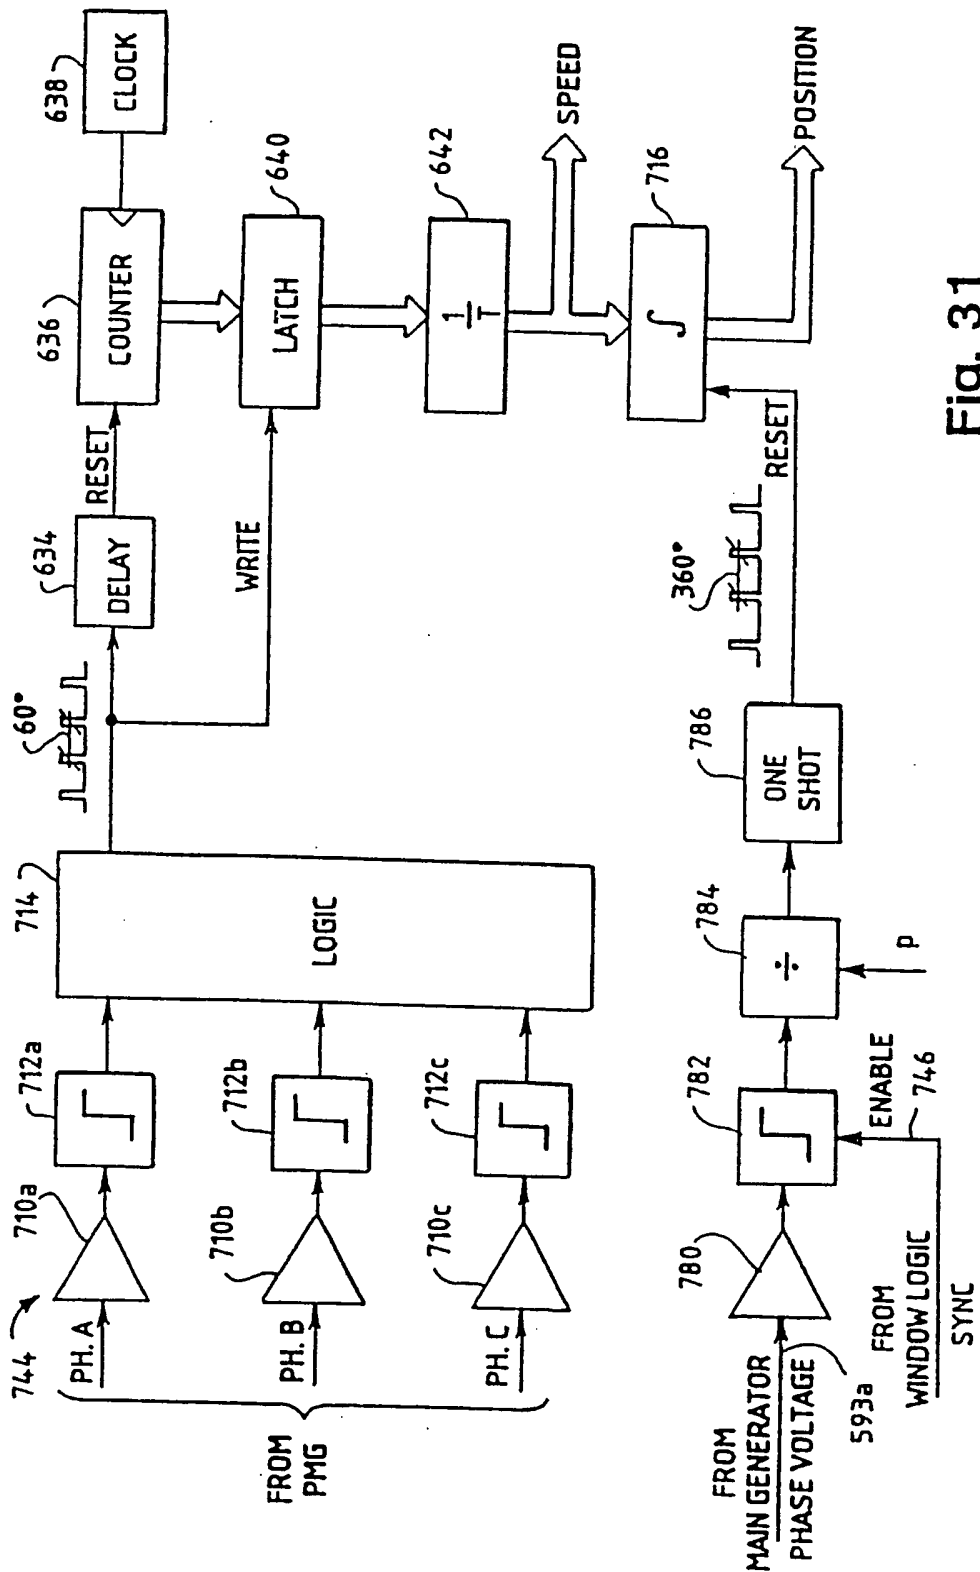 744
FROM
PMG
PH. A
PH. B
PH. C
710a
710b
710c
712a
712b
712c
714
LOGIC
60°
634
DELAY
RESET
WRITE
636
COUNTER
638
CLOCK
640
LATCH
642
1
T
SPEED
716
∫
POSITION
FROM
MAIN GENERATOR
PHASE VOLTAGE
593a
780
782
ENABLE
746
FROM
WINDOW LOGIC
SYNC
784
÷
p
786
ONE
SHOT
360°
RESET
Fig. 31